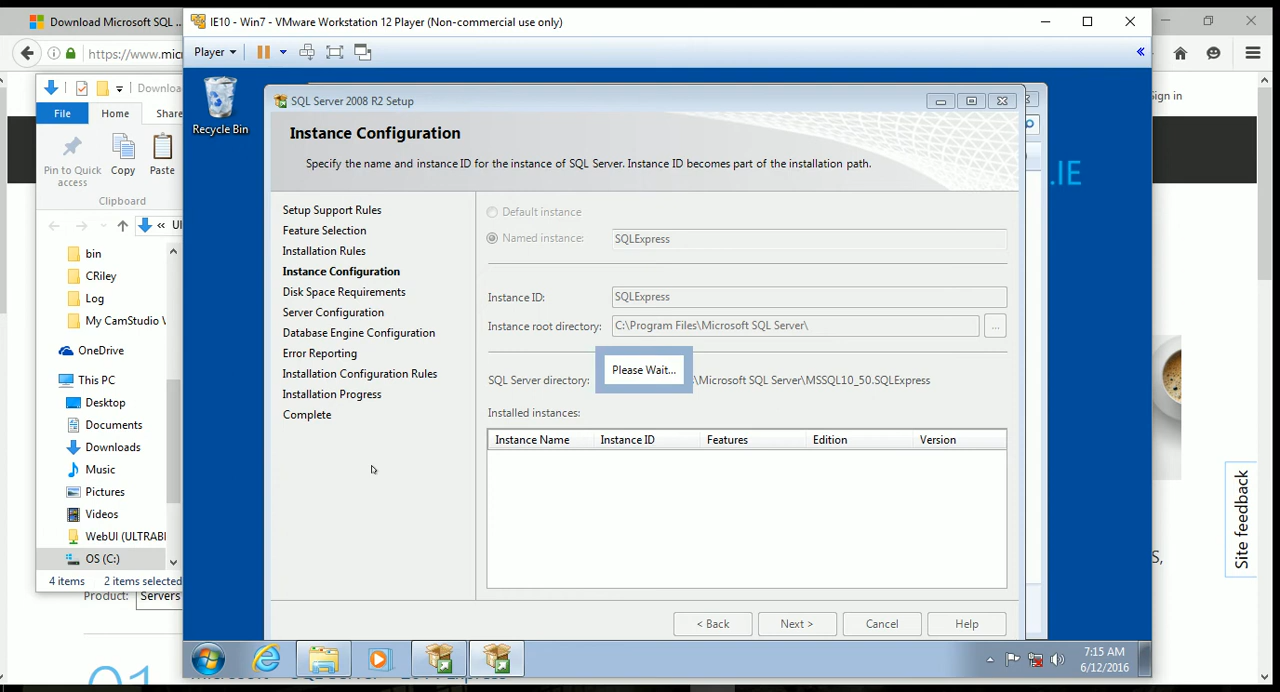 Download Microsoft SQL ...
IE10 - Win7 - VMware Workstation 12 Player (Non-commercial use only)
https://www.mic
Player
Sign in
Downloa
File
Home
Share
Pin to Quick
access
Copy
Paste
Clipboard
Recycle Bin
SQL Server 2008 R2 Setup
.IE
Instance Configuration
Specify the name and instance ID for the instance of SQL Server. Instance ID becomes part of the installation path.
« Ul
bin
CRiley
Log
My CamStudio
OneDrive
This PC
Desktop
Documents
Downloads
Music
Pictures
Videos
WebUI (ULTRABI
OS (C:)
4 items
2 items selected
Product:
Servers
Setup Support Rules
Feature Selection
Installation Rules
Instance Configuration
Disk Space Requirements
Server Configuration
Database Engine Configuration
Error Reporting
Installation Configuration Rules
Installation Progress
Complete
Default instance
Named instance:
SQLExpress
Instance ID:
SQLExpress
Instance root directory:
C:\Program Files\Microsoft SQL Server\
...
Please Wait...
SQL Server directory:
\Microsoft SQL Server\MSSQL10_50.SQLExpress
Installed instances:
Instance Name
Instance ID
Features
Edition
Version
< Back
Next >
Cancel
Help
Site feedback
S,
01
7:15 AM
6/12/2016